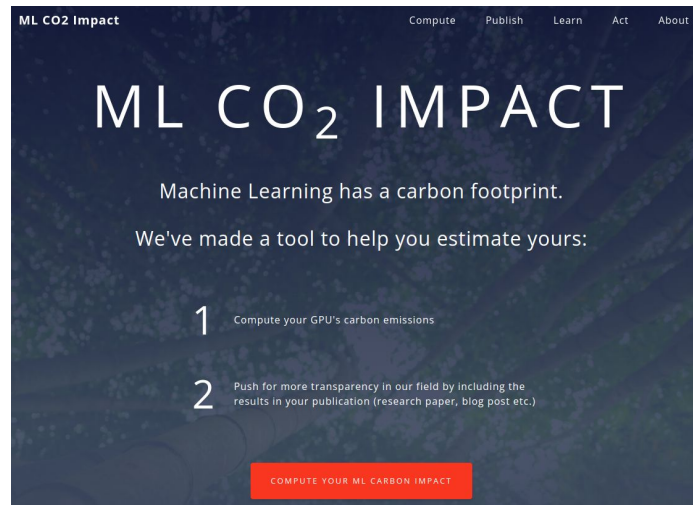 ML CO2 Impact
Compute Publish Learn Act About
ML CO₂ IMPACT
Machine Learning has a carbon footprint.
We've made a tool to help you estimate yours:
1 Compute your GPU's carbon emissions
2 Push for more transparency in our field by including the
results in your publication (research paper, blog post etc.)
COMPUTE YOUR ML CARBON IMPACT